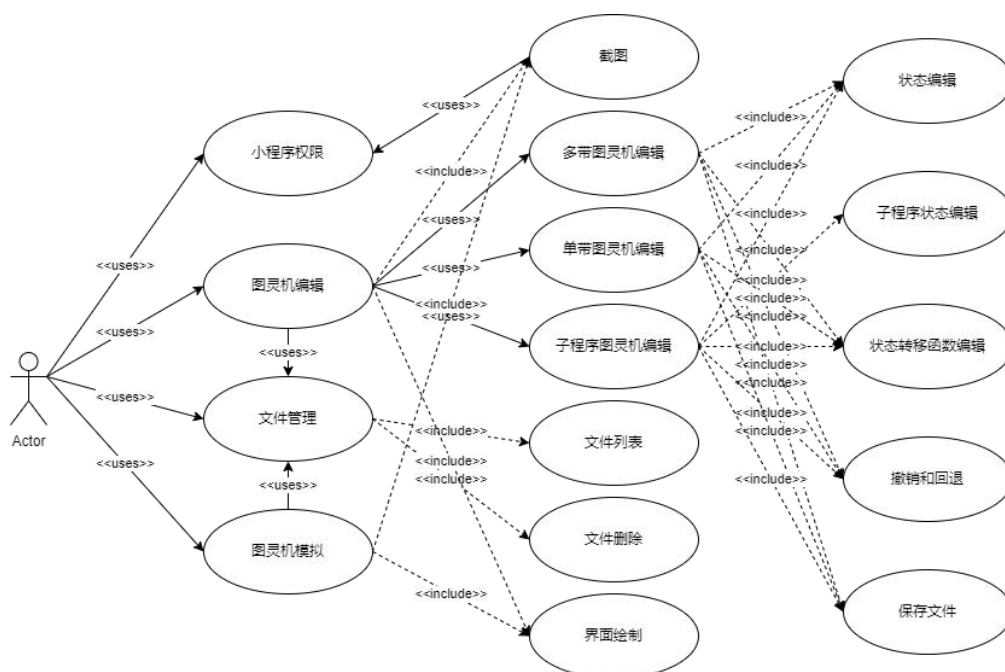 截图
状态编辑
<<uses>>
<<include>>
小程序权限
多带图灵机编辑
<<include>>
<<include>>
<<include>>
子程序状态编辑
<<uses>>
<<include>>
<<uses>>
单带图灵机编辑
<<include>>
<<uses>>
<<uses>>
图灵机编辑
<<include>>
<<include>>
<<uses>>
<<include>>
子程序图灵机编辑
<<include>>
状态转移函数编辑
<<uses>>
<<include>>
Actor
<<include>>
<<uses>>
文件管理
<<include>>
<<include>>
<<include>>
文件列表
<<uses>>
<<include>>
<<include>>
<<include>>
撤销和回退
<<uses>>
图灵机模拟
文件删除
<<include>>
保存文件
界面绘制